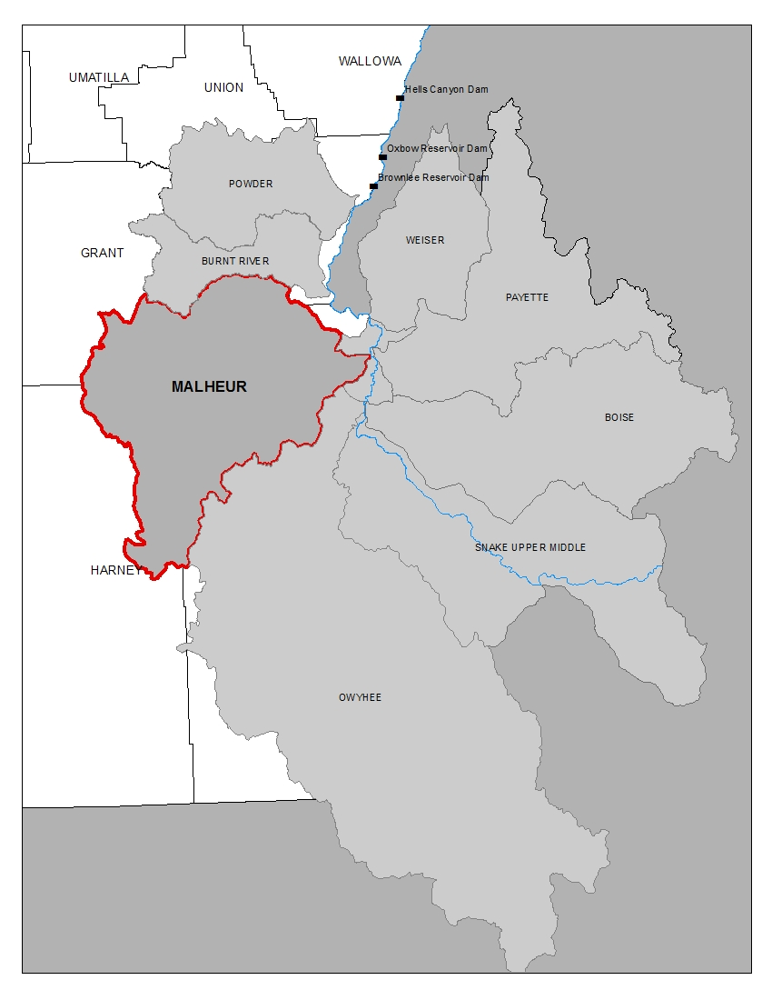 WALLOWA
UMATILLA
UNION
Hells Canyon Dam
Oxbow Reservoir Dam
Brownlee Reservoir Dam
POWDER
WEISER
GRANT
BURNT RIVER
PAYETTE
MALHEUR
BOISE
SNAKE UPPER MIDDLE
HARNEY
OWYHEE